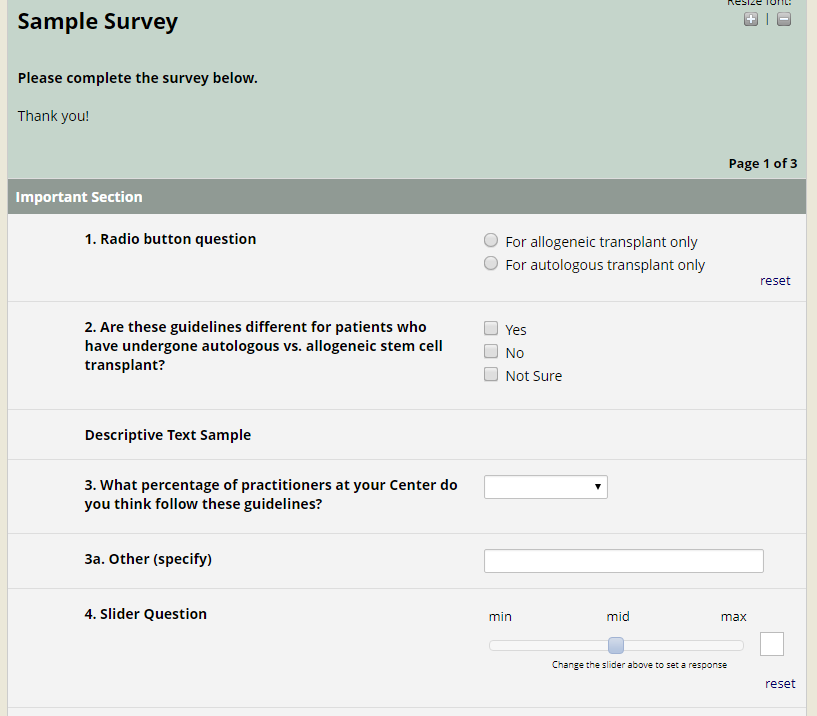 Resize font:
Sample Survey
|
Please complete the survey below.
Thank you!
Page 1 of 3
Important Section
1. Radio button question
For allogeneic transplant only
For autologous transplant only
reset
2. Are these guidelines different for patients who
have undergone autologous vs. allogeneic stem cell
transplant?
Yes
No
Not Sure
Descriptive Text Sample
3. What percentage of practitioners at your Center do
you think follow these guidelines?
3a. Other (specify)
4. Slider Question
min mid max
Change the slider above to set a response
reset